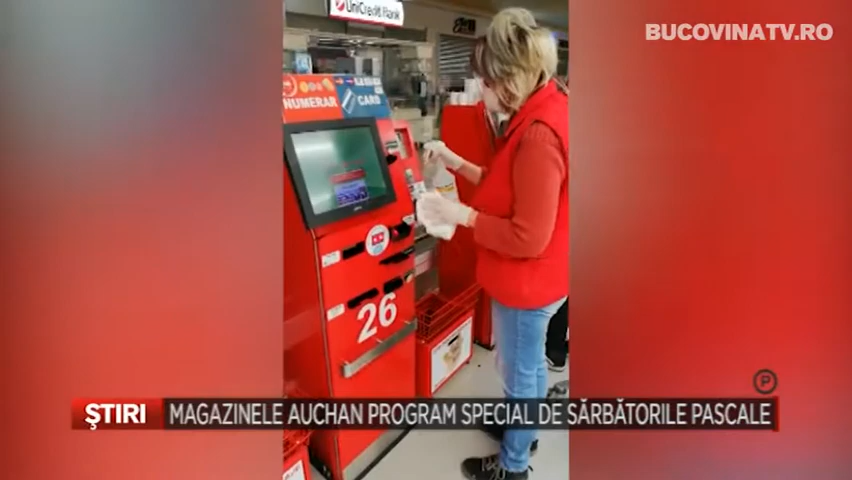 UniCredit Bank
BUCOVINATV.RO
NUMERAR
CARD
26
P
ŞTIRI
MAGAZINELE AUCHAN PROGRAM SPECIAL DE SĂRBĂTORILE PASCALE